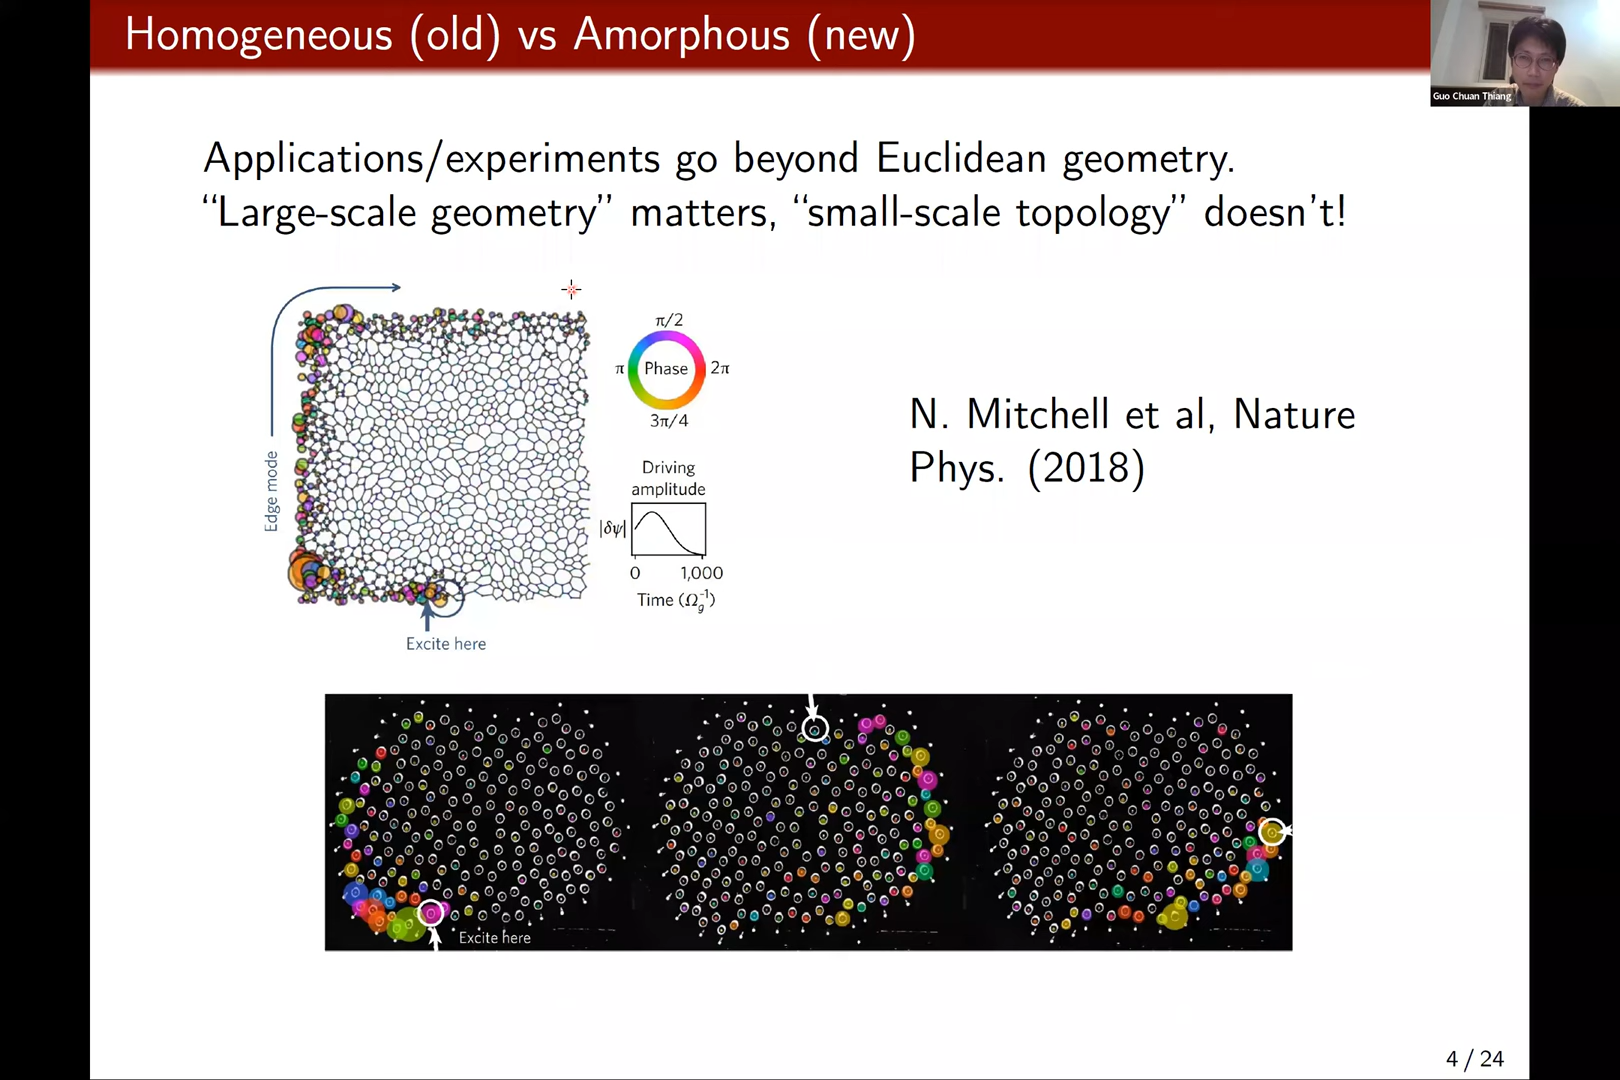 Homogeneous (old) vs Amorphous (new)
Guo Chuan Thiang
Applications/experiments go beyond Euclidean geometry.
“Large-scale geometry” matters, “small-scale topology” doesn’t!
Edge mode
Excite here
π/2
π
Phase
2π
3π/4
Driving
amplitude
|δψ|
0 1,000
Time (Ω_g^-1)
N. Mitchell et al, Nature
Phys. (2018)
Excite here
4 / 24